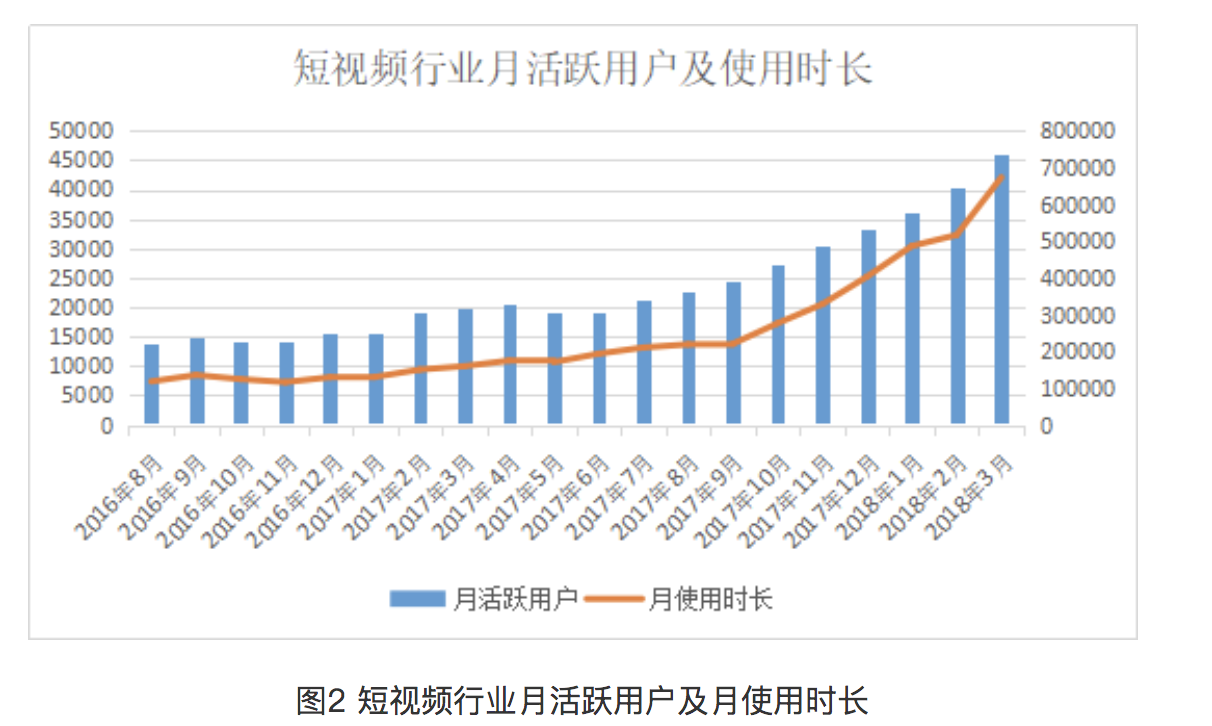 短视频行业月活跃用户及使用时长
50000
45000
40000
35000
30000
25000
20000
15000
10000
5000
0
800000
700000
600000
500000
400000
300000
200000
100000
0
2016年8月
2016年9月
2016年10月
2016年11月
2016年12月
2017年1月
2017年2月
2017年3月
2017年4月
2017年5月
2017年6月
2017年7月
2017年8月
2017年9月
2017年10月
2017年11月
2017年12月
2018年1月
2018年2月
2018年3月
月活跃用户 月使用时长
图2 短视频行业月活跃用户及月使用时长